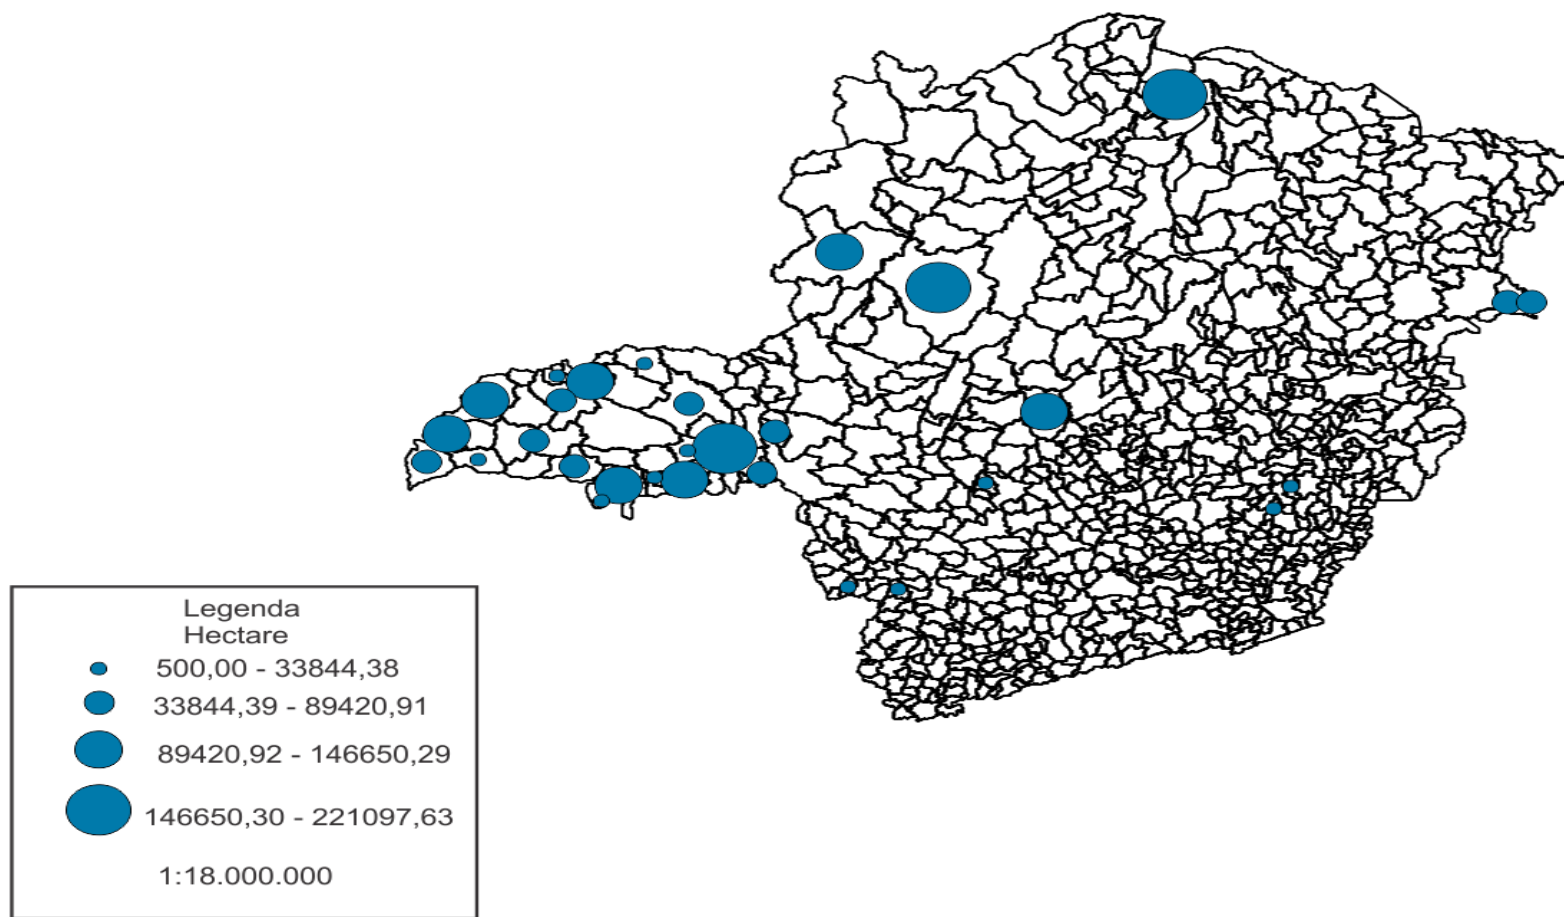 Legenda
Hectare
500,00 - 33844,38
33844,39 - 89420,91
89420,92 - 146650,29
146650,30 - 221097,63
1:18.000.000